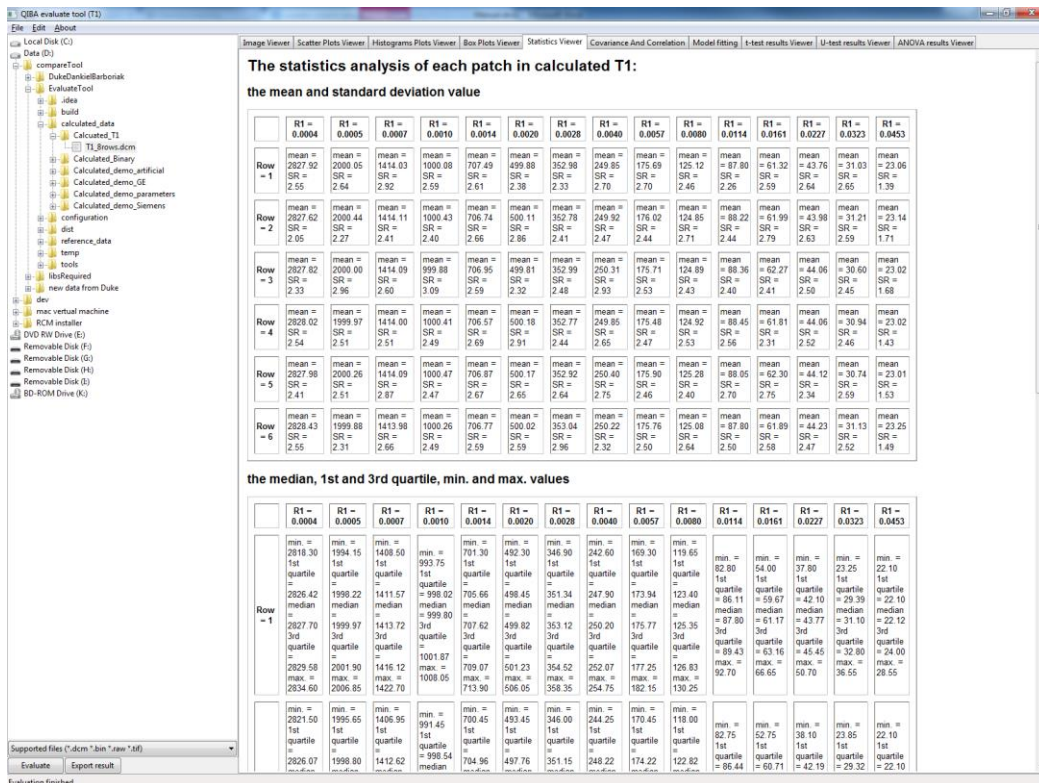 QIBA evaluate tool (T1)
File Edit About
Local Disk (C:)
Data (D:)
compareTool
DukeDankielBarboriak
EvaluateTool
.idea
build
calculated_data
Calcuated_T1
T1_8rows.dcm
Calculated_Binary
Calculated_demo_artificial
Calculated_demo_GE
Calculated_demo_parameters
Calculated_demo_Siemens
configuration
dist
reference_data
temp
tools
libsRequired
new data from Duke
dev
mac vertual machine
RCM installer
DVD RW Drive (E:)
Removable Disk (F:)
Removable Disk (G:)
Removable Disk (H:)
Removable Disk (I:)
BD-ROM Drive (K:)
Supported files (*.dcm *.bin *.raw *.tif)
Evaluate Export result
Evaluation finished
Image Viewer Scatter Plots Viewer Histograms Plots Viewer Box Plots Viewer Statistics Viewer Covariance And Correlation Model fitting t-test results Viewer U-test results Viewer ANOVA results Viewer
The statistics analysis of each patch in calculated T1:
the mean and standard deviation value
R1 = R1 = R1 = R1 = R1 = R1 = R1 = R1 = R1 = R1 = R1 = R1 = R1 = R1 = R1 =
0.0004 0.0005 0.0007 0.0010 0.0014 0.0020 0.0028 0.0040 0.0057 0.0080 0.0114 0.0161 0.0227 0.0323 0.0453
mean = mean = mean = mean = mean = mean = mean = mean = mean = mean = mean mean mean mean mean
Row 2827.92 2000.05 1414.03 1000.08 707.49 499.88 352.98 249.85 175.69 125.12 = 87.80 = 61.32 = 43.76 = 31.03 = 23.06
= 1 SR = SR = SR = SR = SR = SR = SR = SR = SR = SR = SR = SR = SR = SR = SR =
2.55 2.64 2.92 2.59 2.61 2.38 2.33 2.70 2.70 2.46 2.26 2.59 2.64 2.65 1.39
mean = mean = mean = mean = mean = mean = mean = mean = mean = mean = mean mean mean mean mean
Row 2827.62 2000.44 1414.11 1000.43 706.74 500.11 352.78 249.92 176.02 124.85 = 88.22 = 61.99 = 43.98 = 31.21 = 23.14
= 2 SR = SR = SR = SR = SR = SR = SR = SR = SR = SR = SR = SR = SR = SR = SR =
2.05 2.27 2.41 2.40 2.66 2.86 2.41 2.47 2.44 2.71 2.44 2.79 2.63 2.59 1.71
mean = mean = mean = mean = mean = mean = mean = mean = mean = mean = mean mean mean mean mean
Row 2827.82 2000.00 1414.09 999.88 706.95 499.81 352.99 250.31 175.71 124.89 = 88.36 = 62.27 = 44.06 = 30.60 = 23.02
= 3 SR = SR = SR = SR = SR = SR = SR = SR = SR = SR = SR = SR = SR = SR = SR =
2.33 2.96 2.60 3.09 2.59 2.32 2.48 2.93 2.53 2.43 2.40 2.41 2.50 2.45 1.68
mean = mean = mean = mean = mean = mean = mean = mean = mean = mean = mean mean mean mean mean
Row 2828.02 1999.97 1414.00 1000.41 706.57 500.18 352.77 249.85 175.48 124.92 = 88.45 = 61.81 = 44.06 = 30.94 = 23.02
= 4 SR = SR = SR = SR = SR = SR = SR = SR = SR = SR = SR = SR = SR = SR = SR =
2.54 2.51 2.51 2.49 2.69 2.91 2.44 2.65 2.47 2.53 2.56 2.31 2.52 2.46 1.43
mean = mean = mean = mean = mean = mean = mean = mean = mean = mean = mean mean mean mean mean
Row 2827.98 2000.26 1414.09 1000.47 706.87 500.17 352.92 250.40 175.90 125.28 = 88.05 = 62.30 = 44.12 = 30.74 = 23.01
= 5 SR = SR = SR = SR = SR = SR = SR = SR = SR = SR = SR = SR = SR = SR = SR =
2.41 2.51 2.87 2.47 2.67 2.65 2.64 2.75 2.46 2.40 2.70 2.75 2.34 2.59 1.53
mean = mean = mean = mean = mean = mean = mean = mean = mean = mean = mean mean mean mean mean
Row 2828.43 1999.88 1413.98 1000.26 706.77 500.02 353.04 250.22 175.76 125.08 = 87.80 = 61.89 = 44.23 = 31.13 = 23.25
= 6 SR = SR = SR = SR = SR = SR = SR = SR = SR = SR = SR = SR = SR = SR = SR =
2.55 2.31 2.66 2.96 2.59 2.59 2.96 2.32 2.50 2.64 2.50 2.58 2.47 2.52 1.49
the median, 1st and 3rd quartile, min. and max. values
R1 = R1 = R1 = R1 = R1 = R1 = R1 = R1 = R1 = R1 = R1 = R1 = R1 = R1 = R1 =
0.0004 0.0005 0.0007 0.0010 0.0014 0.0020 0.0028 0.0040 0.0057 0.0080 0.0114 0.0161 0.0227 0.0323 0.0453
Row = 1
min. = 2818.30 1st quartile = 2826.42 median = 2827.70 3rd quartile = 2829.58 max. = 2834.60
min. = 1994.15 1st quartile = 1998.22 median = 1999.97 3rd quartile = 2001.90 max. = 2006.85
min. = 1408.50 1st quartile = 1411.57 median = 1413.72 3rd quartile = 1416.12 max. = 1422.70
min. = 993.75 1st quartile = 998.02 median = 999.80 3rd quartile = 1001.87 max. = 1008.05
min. = 701.30 1st quartile = 705.66 median = 707.62 3rd quartile = 709.07 max. = 713.90
min. = 492.30 1st quartile = 498.45 median = 499.82 3rd quartile = 501.23 max. = 506.05
min. = 346.90 1st quartile = 351.34 median = 353.12 3rd quartile = 354.52 max. = 358.35
min. = 242.60 1st quartile = 247.90 median = 250.20 3rd quartile = 252.07 max. = 254.75
min. = 169.30 1st quartile = 173.94 median = 175.77 3rd quartile = 177.25 max. = 182.15
min. = 119.65 1st quartile = 123.40 median = 125.35 3rd quartile = 126.83 max. = 130.25
min. = 82.80 1st quartile = 86.11 median = 87.80 3rd quartile = 89.43 max. = 92.70
min. = 54.00 1st quartile = 59.67 median = 61.17 3rd quartile = 63.16 max. = 66.65
min. = 37.80 1st quartile = 42.10 median = 43.77 3rd quartile = 45.45 max. = 50.70
min. = 23.25 1st quartile = 29.39 median = 31.10 3rd quartile = 32.80 max. = 36.55
min. = 22.10 1st quartile = 22.10 median = 22.12 3rd quartile = 24.00 max. = 28.55
min. = 2821.50 1st quartile = 2826.07 median
min. = 1995.65 1st quartile = 1998.80 median
min. = 1406.95 1st quartile = 1412.62 median
min. = 991.45 1st quartile = 998.54 median
min. = 700.45 1st quartile = 704.96 median
min. = 493.45 1st quartile = 497.76 median
min. = 346.00 1st quartile = 351.15 median
min. = 244.25 1st quartile = 248.22 median
min. = 170.45 1st quartile = 174.22 median
min. = 118.00 1st quartile = 122.82 median
min. = 82.75 1st quartile = 86.44
min. = 52.75 1st quartile = 60.71
min. = 38.10 1st quartile = 42.19
min. = 23.85 1st quartile = 29.32
min. = 22.10 1st quartile = 22.10